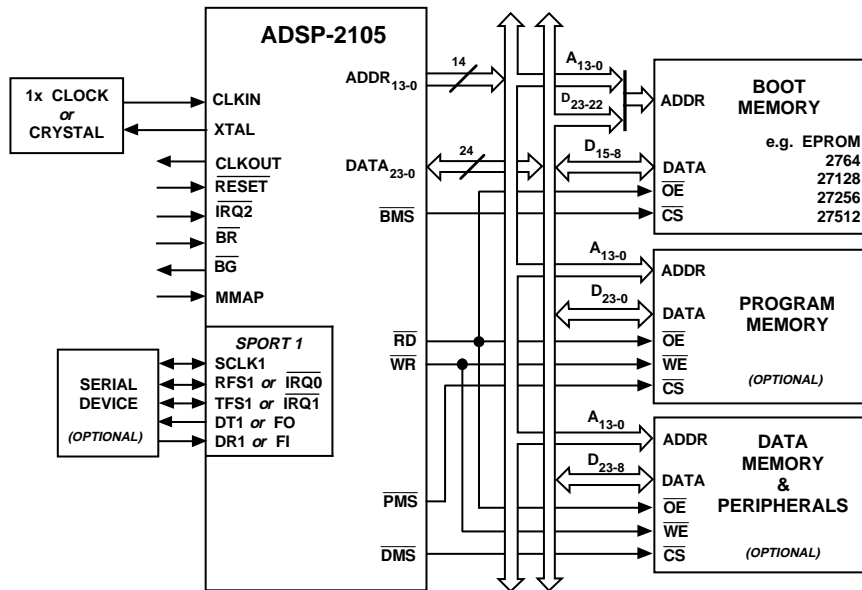 ADSP-2105
1x CLOCK
or
CRYSTAL
CLKIN
XTAL
CLKOUT
RESET
IRQ2
BR
BG
MMAP
SPORT 1
SCLK1
RFS1 or IRQ0
TFS1 or IRQ1
DT1 or FO
DR1 or FI
SERIAL
DEVICE
(OPTIONAL)
ADDR13-0
14
DATA23-0
24
BMS
RD
WR
PMS
DMS
A13-0
D23-22
D15-8
ADDR
DATA
OE
CS
BOOT
MEMORY
e.g. EPROM
2764
27128
27256
27512
A13-0
D23-0
ADDR
DATA
OE
WE
CS
PROGRAM
MEMORY
(OPTIONAL)
A13-0
D23-8
ADDR
DATA
OE
WE
CS
DATA
MEMORY
&
PERIPHERALS
(OPTIONAL)